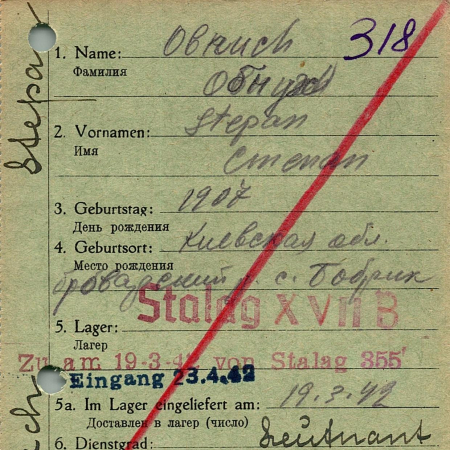 318
1. Name:
Фамилия
2. Vornamen: Stepan
Имя Степан
3. Geburtstag: 1907
День рождения
4. Geburtsort: Киевская обл.
Место рождения
Броварский р. с. Бобрик
Stalag XVII B
5. Lager:
Лагерь
Zu am 19-3-42 von Stalag 355
Eingang 23.4.42
5a. Im Lager eingeliefert am: 19.3.42
Доставлен в лагерь (число)
6. Dienstgrad: Leutnant